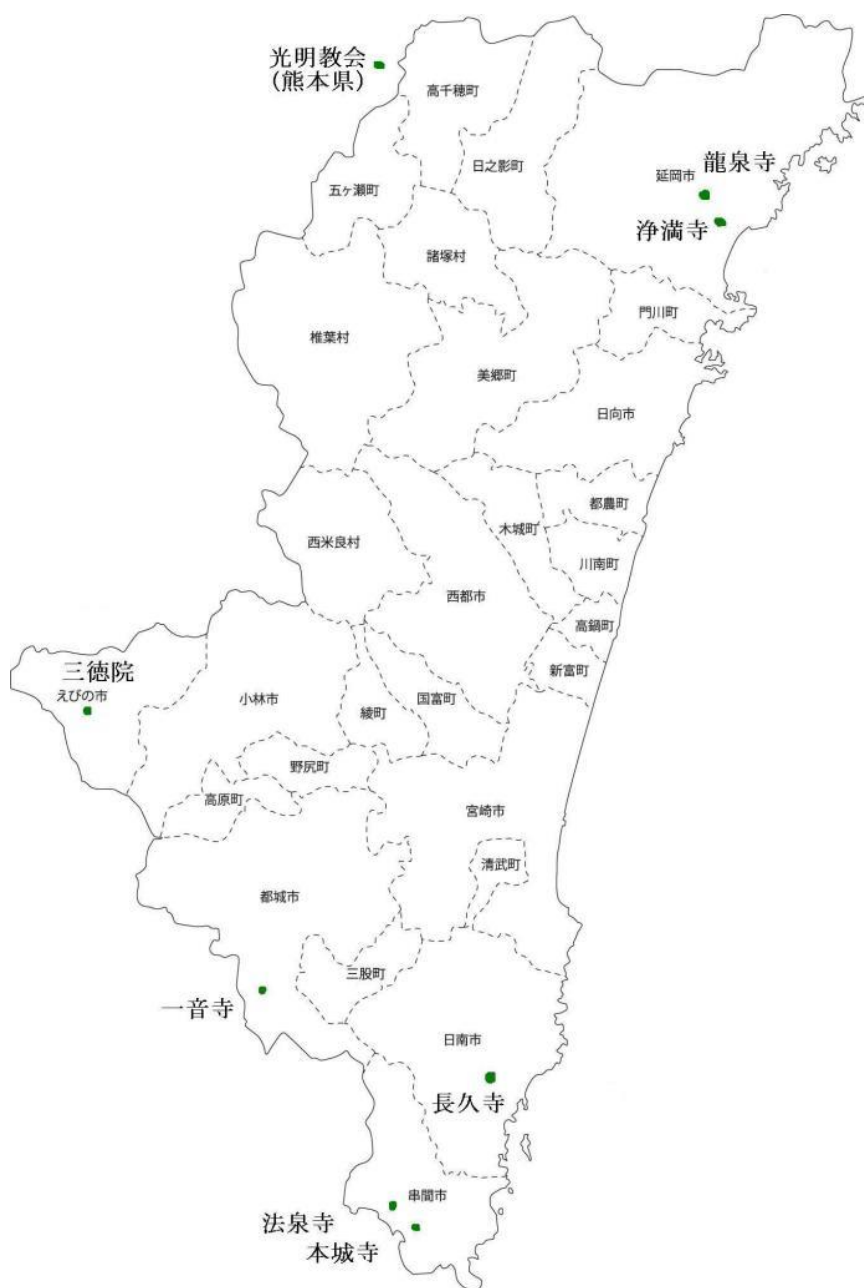 光明教会
(熊本県)
高千穂町
日之影町
龍泉寺
延岡市
五ヶ瀬町
浄満寺
諸塚村
門川町
椎葉村
美郷町
日向市
都農町
木城町
西米良村
川南町
西都市
高鍋町
新富町
三徳院
えびの市
小林市
国富町
綾町
野尻町
高原町
宮崎市
清武町
都城市
三股町
一音寺
日南市
長久寺
串間市
法泉寺
本城寺